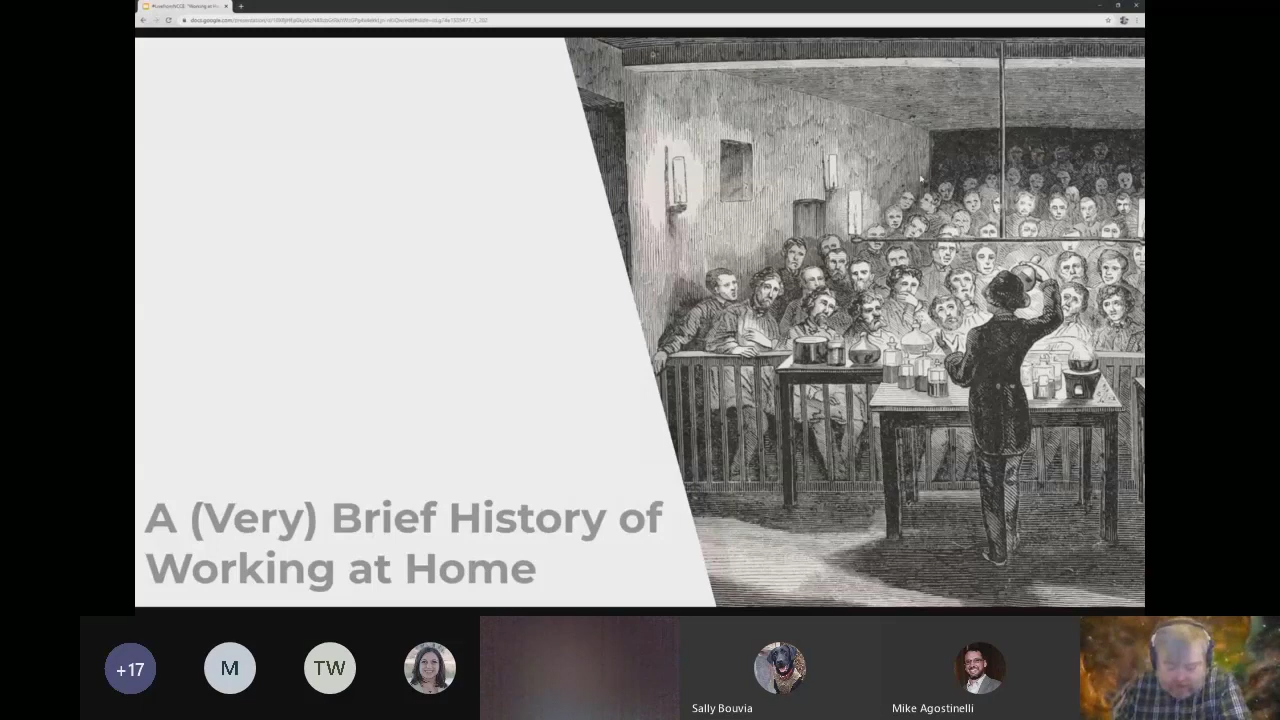 A (Very) Brief History of
Working at Home
+17
M
TW
Sally Bouvia
Mike Agostinelli